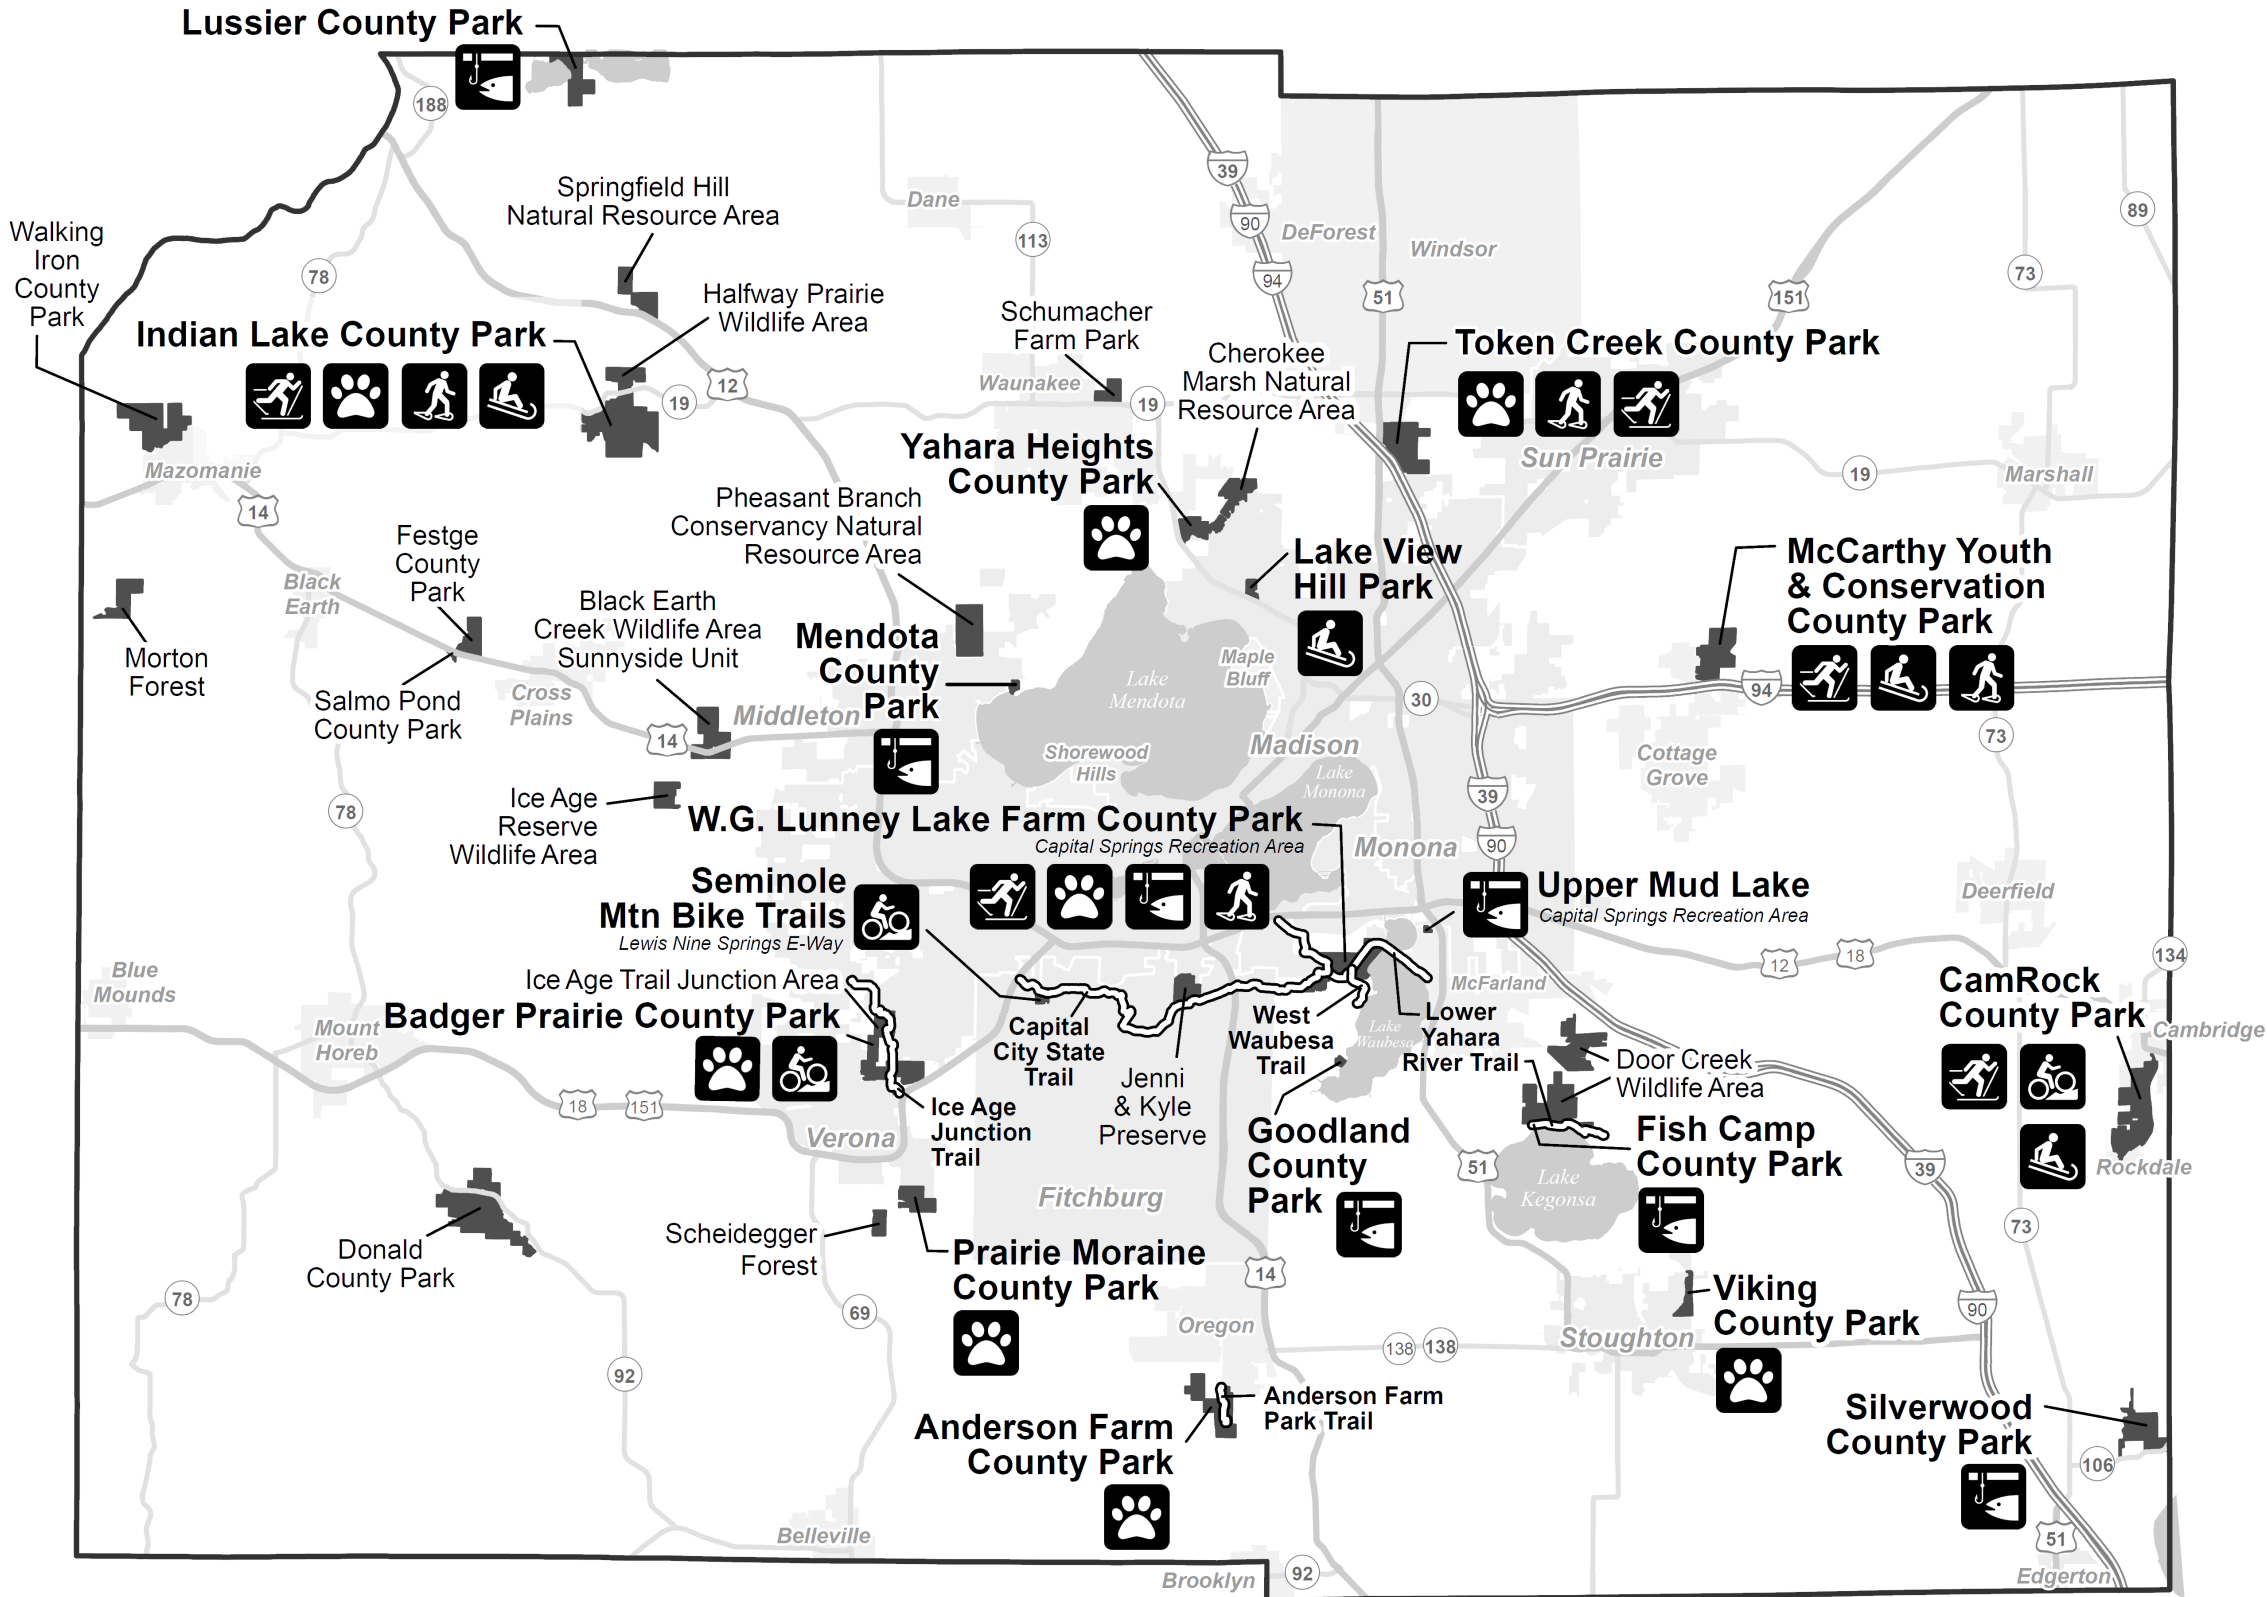 Lussier County Park
188
39
Springfield Hill
Natural Resource Area
Dane
89
90
DeForest
Windsor
Walking
Iron
County
Park
113
78
94
73
51
151
Halfway Prairie
Wildlife Area
Schumacher
Farm Park
Indian Lake County Park
Token Creek County Park
Cherokee
Marsh Natural
Resource Area
Waunakee
12
19
19
Yahara Heights
County Park
Sun Prairie
Mazomanie
19
Marshall
14
Pheasant Branch
Conservancy Natural
Resource Area
Festge
County
Park
Lake View
Hill Park
McCarthy Youth
& Conservation
County Park
Black
Earth
Black Earth
Creek Wildlife Area
Sunnyside Unit
Mendota
County
Park
Morton
Forest
Maple
Bluff
Lake
Mendota
Salmo Pond
County Park
Cross
Plains
30
94
Middleton
14
73
Madison
Shorewood
Hills
Cottage
Grove
Lake
Monona
Ice Age
Reserve
Wildlife Area
78
39
W.G. Lunney Lake Farm County Park
Capital Springs Recreation Area
Monona
90
Seminole
Mtn Bike Trails
Lewis Nine Springs E-Way
Upper Mud Lake
Capital Springs Recreation Area
Deerfield
12
18
134
Blue
Mounds
Ice Age Trail Junction Area
McFarland
CamRock
County Park
Badger Prairie County Park
Mount
Horeb
Capital
City State
Trail
West
Waubesa
Trail
Lake
Waubesa
Lower
Yahara
River Trail
Cambridge
Jenni
& Kyle
Preserve
Door Creek
Wildlife Area
18
151
Ice Age
Junction
Trail
Verona
Goodland
County
Park
Fish Camp
County Park
51
39
Rockdale
Lake
Kegonsa
Fitchburg
Scheidegger
Forest
73
Donald
County Park
Prairie Moraine
County Park
14
78
69
Viking
County Park
90
Oregon
138
138
Stoughton
92
Anderson Farm
Park Trail
Anderson Farm
County Park
Silverwood
County Park
106
Belleville
51
Brooklyn
92
Edgerton